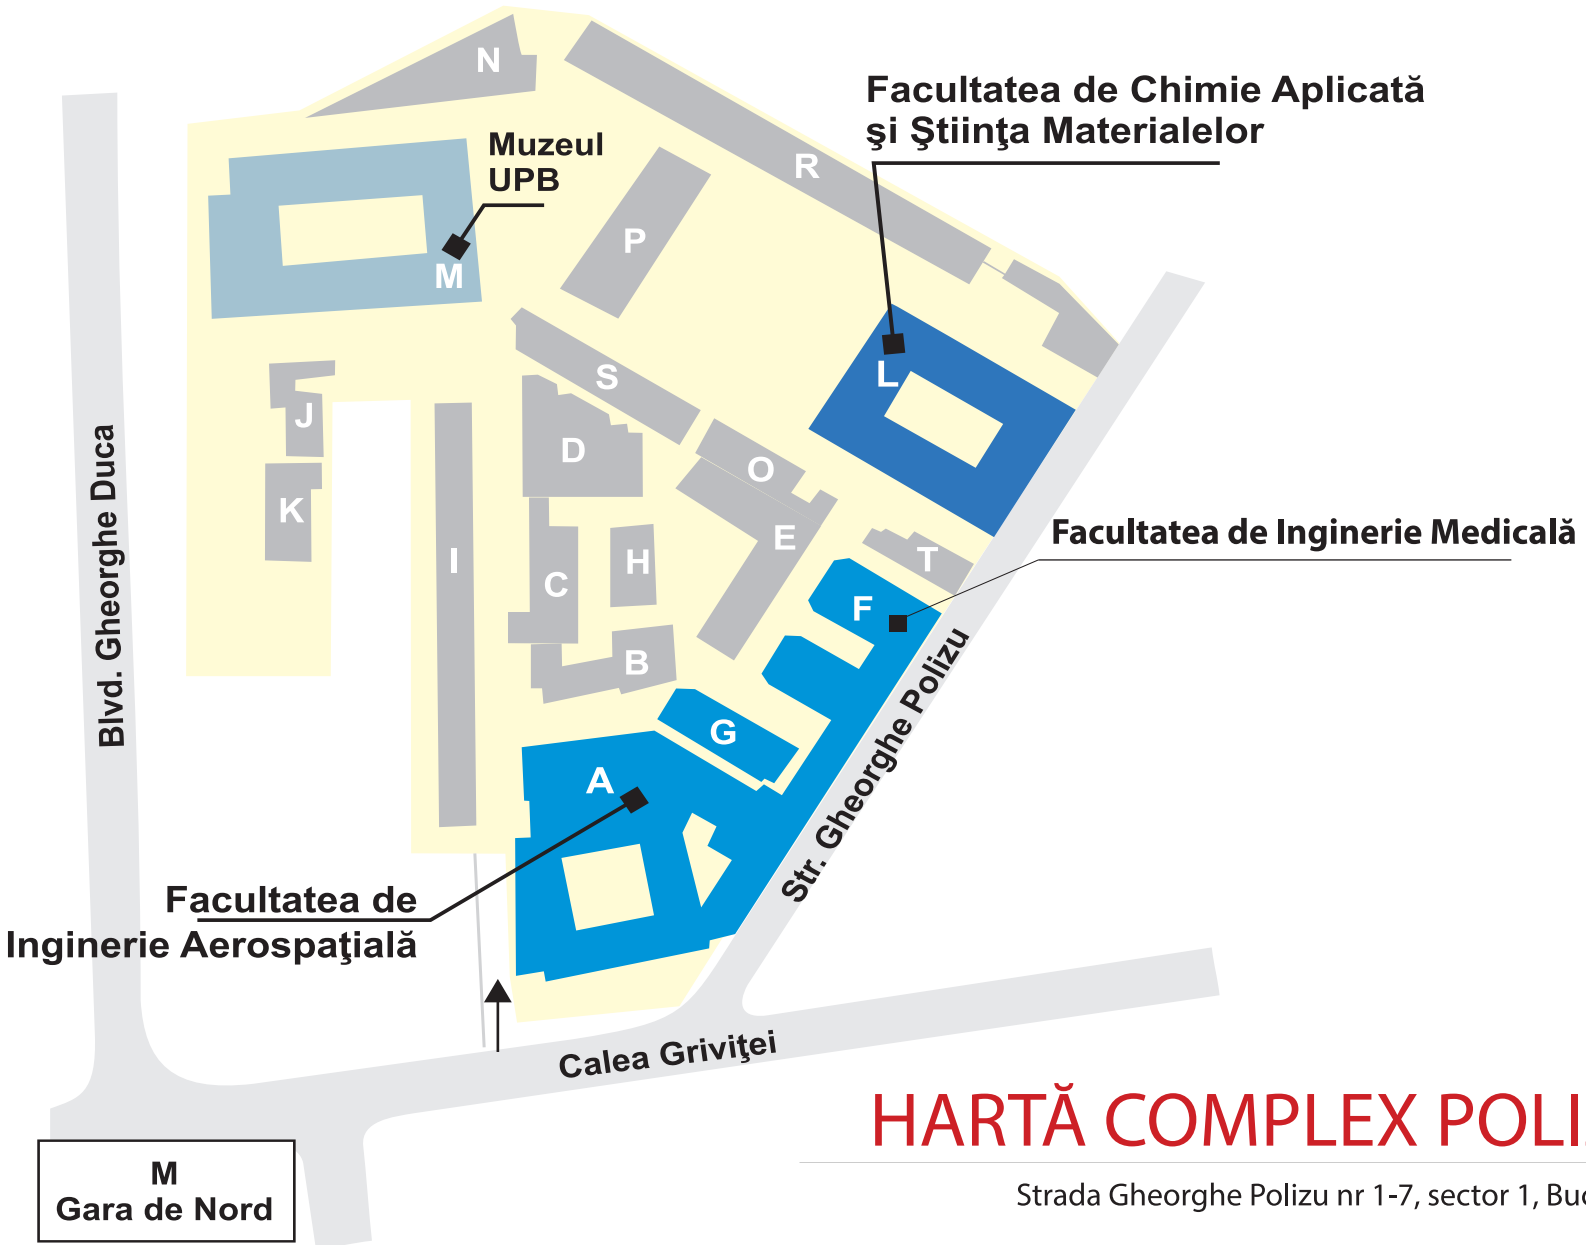 N
Facultatea de Chimie Aplicată
şi Ştiinţa Materialelor
Muzeul
UPB
R
P
M
L
S
J
D
O
K
E
Facultatea de Inginerie Medicală
I
H
C
T
F
B
G
A
Blvd. Gheorghe Duca
Str. Gheorghe Polizu
Facultatea de
Inginerie Aerospaţială
Calea Griviţei
HARTĂ COMPLEX
Strada Gheorghe Polizu nr 1-7, sector 1,
M
Gara de Nord